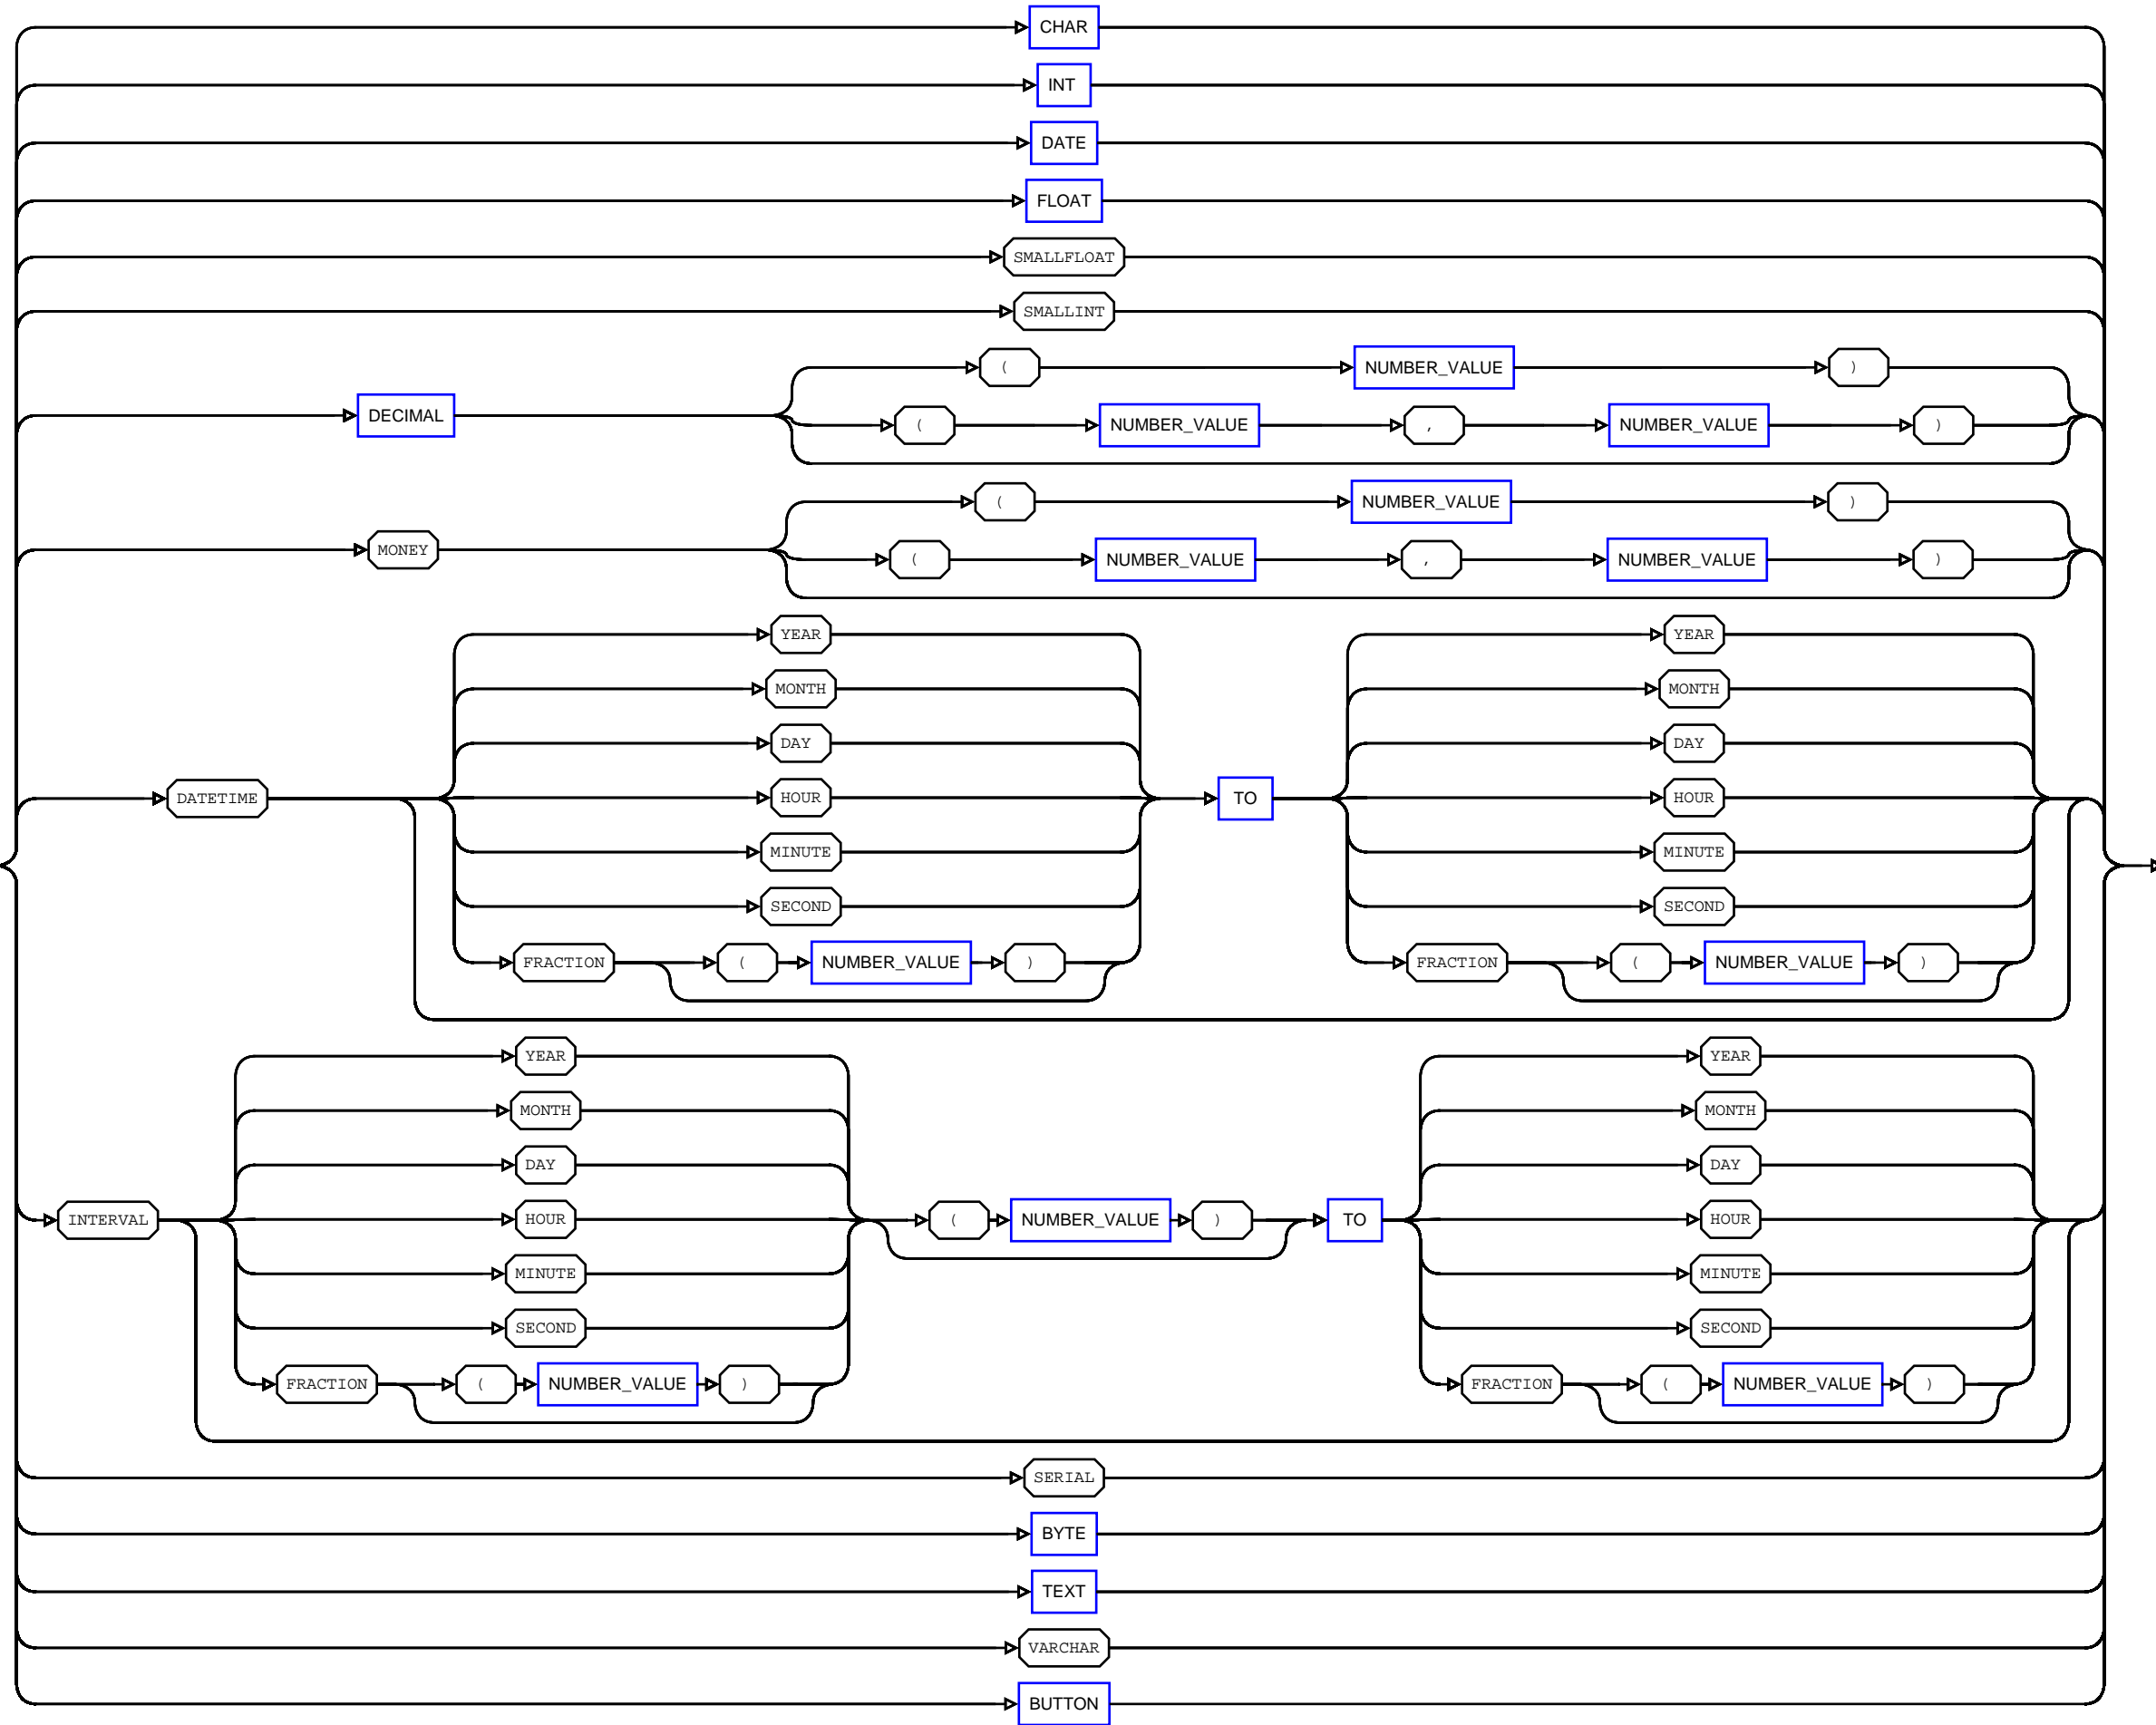 CHAR
INT
DATE
FLOAT
SMALLFLOAT
SMALLINT
( NUMBER_VALUE )
DECIMAL
( NUMBER_VALUE , NUMBER_VALUE )
( NUMBER_VALUE )
MONEY
( NUMBER_VALUE , NUMBER_VALUE )
YEAR YEAR
MONTH MONTH
DAY DAY
DATETIME HOUR TO HOUR
MINUTE MINUTE
SECOND SECOND
FRACTION ( NUMBER_VALUE ) FRACTION ( NUMBER_VALUE )
YEAR YEAR
MONTH MONTH
DAY DAY
INTERVAL HOUR ( NUMBER_VALUE ) TO HOUR
MINUTE MINUTE
SECOND SECOND
FRACTION ( NUMBER_VALUE ) FRACTION ( NUMBER_VALUE )
SERIAL
BYTE
TEXT
VARCHAR
BUTTON